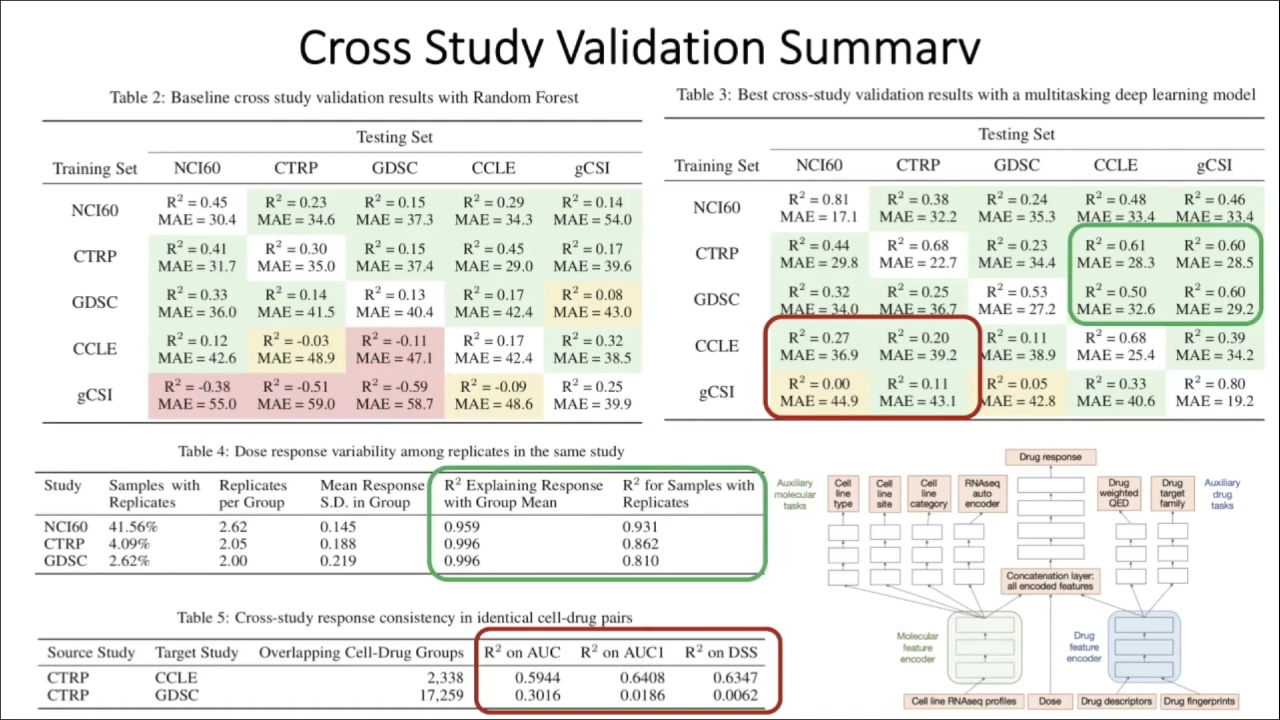 Cross Study Validation Summary
Table 2: Baseline cross study validation results with Random Forest
Testing Set
Training Set NCI60 CTRP GDSC CCLE gCSI
NCI60
R² = 0.45 R² = 0.23 R² = 0.15 R² = 0.29 R² = 0.14
MAE = 30.4 MAE = 34.6 MAE = 37.3 MAE = 34.3 MAE = 54.0
CTRP
R² = 0.41 R² = 0.30 R² = 0.15 R² = 0.45 R² = 0.17
MAE = 31.7 MAE = 35.0 MAE = 37.4 MAE = 29.0 MAE = 39.6
GDSC
R² = 0.33 R² = 0.14 R² = 0.13 R² = 0.17 R² = 0.08
MAE = 36.0 MAE = 41.5 MAE = 40.4 MAE = 42.4 MAE = 43.0
CCLE
R² = 0.12 R² = -0.03 R² = -0.11 R² = 0.17 R² = 0.32
MAE = 42.6 MAE = 48.9 MAE = 47.1 MAE = 42.4 MAE = 38.5
gCSI
R² = -0.38 R² = -0.51 R² = -0.59 R² = -0.09 R² = 0.25
MAE = 55.0 MAE = 59.0 MAE = 58.7 MAE = 48.6 MAE = 39.9
Table 3: Best cross-study validation results with a multitasking deep learning model
Testing Set
Training Set NCI60 CTRP GDSC CCLE gCSI
NCI60
R² = 0.81 R² = 0.38 R² = 0.24 R² = 0.48 R² = 0.46
MAE = 17.1 MAE = 32.2 MAE = 35.3 MAE = 33.4 MAE = 33.4
CTRP
R² = 0.44 R² = 0.68 R² = 0.23 R² = 0.61 R² = 0.60
MAE = 29.8 MAE = 22.7 MAE = 34.4 MAE = 28.3 MAE = 28.5
GDSC
R² = 0.32 R² = 0.25 R² = 0.53 R² = 0.50 R² = 0.60
MAE = 34.0 MAE = 36.7 MAE = 27.2 MAE = 32.6 MAE = 29.2
CCLE
R² = 0.27 R² = 0.20 R² = 0.11 R² = 0.68 R² = 0.39
MAE = 36.9 MAE = 39.2 MAE = 38.9 MAE = 25.4 MAE = 34.2
gCSI
R² = 0.00 R² = 0.11 R² = 0.05 R² = 0.33 R² = 0.80
MAE = 44.9 MAE = 43.1 MAE = 42.8 MAE = 40.6 MAE = 19.2
Table 4: Dose response variability among replicates in the same study
Study Samples with Replicates Mean Response R² Explaining Response R² for Samples with
Replicates per Group S.D. in Group with Group Mean Replicates
NCI60 41.56% 2.62 0.145 0.959 0.931
CTRP 4.09% 2.05 0.188 0.996 0.862
GDSC 2.62% 2.00 0.219 0.996 0.810
Table 5: Cross-study response consistency in identical cell-drug pairs
Source Study Target Study Overlapping Cell-Drug Groups R² on AUC R² on AUC1 R² on DSS
CTRP CCLE 2,338 0.5944 0.6408 0.6347
CTRP GDSC 17,259 0.3016 0.0186 0.0062
Drug response
Auxiliary
molecular
tasks
Cell
line
type
Cell
line
site
Cell
line
category
RNAseq
auto
encoder
Drug
weighted
QED
Drug
target
family
Auxiliary
drug
tasks
Concatenation layer:
all encoded features
Molecular
feature
encoder
Drug
feature
encoder
Cell line RNAseq profiles Dose Drug descriptors Drug fingerprints